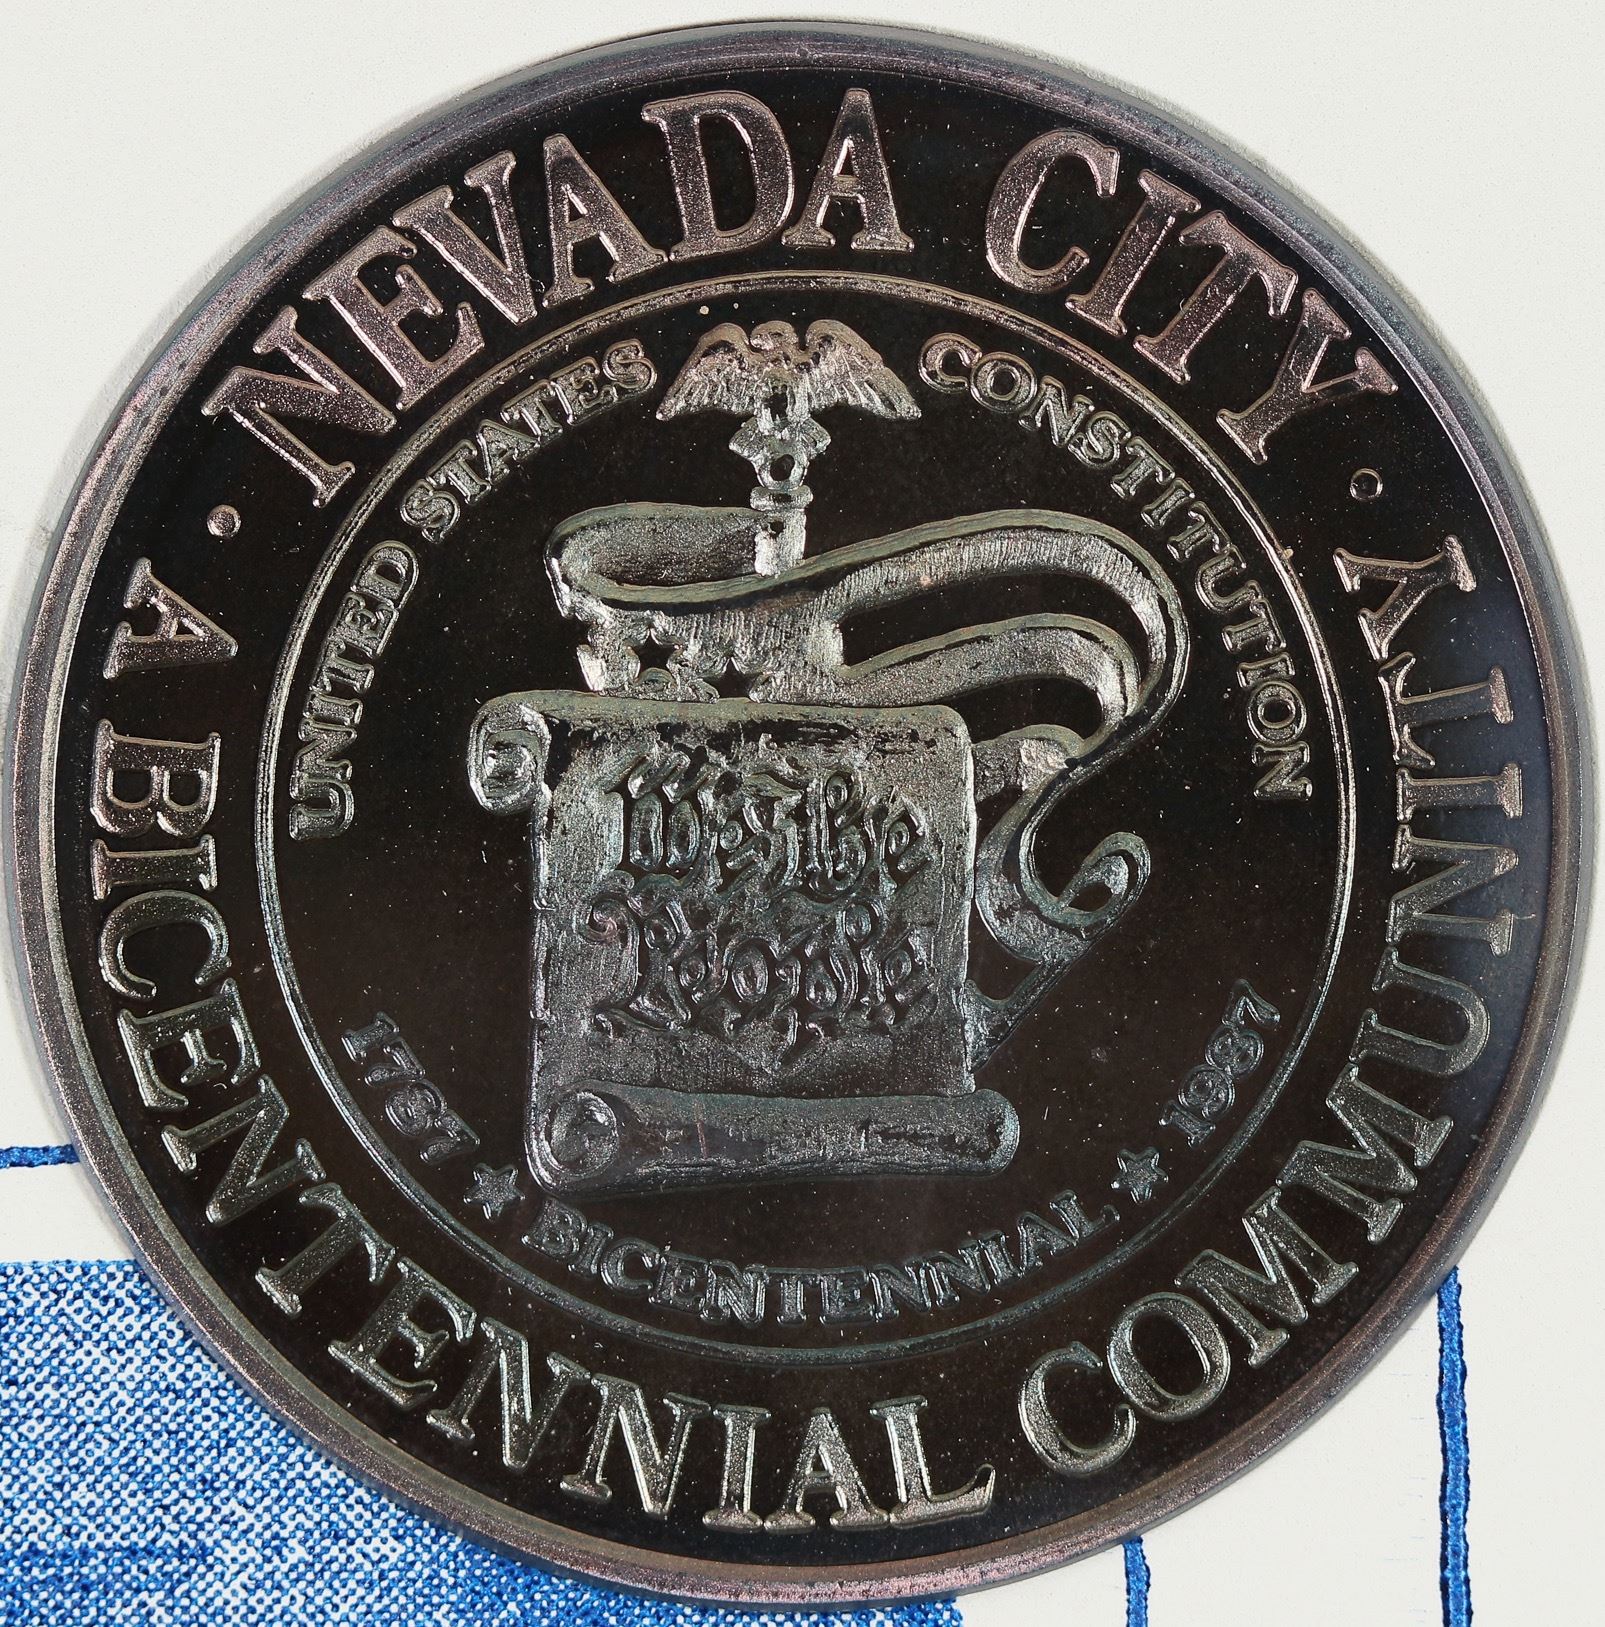 · NEVADA CITY ·
A BICENTENNIAL COMMUNITY
UNITED STATES CONSTITUTION
We The
People
1787 ★ BICENTENNIAL ★ 1987